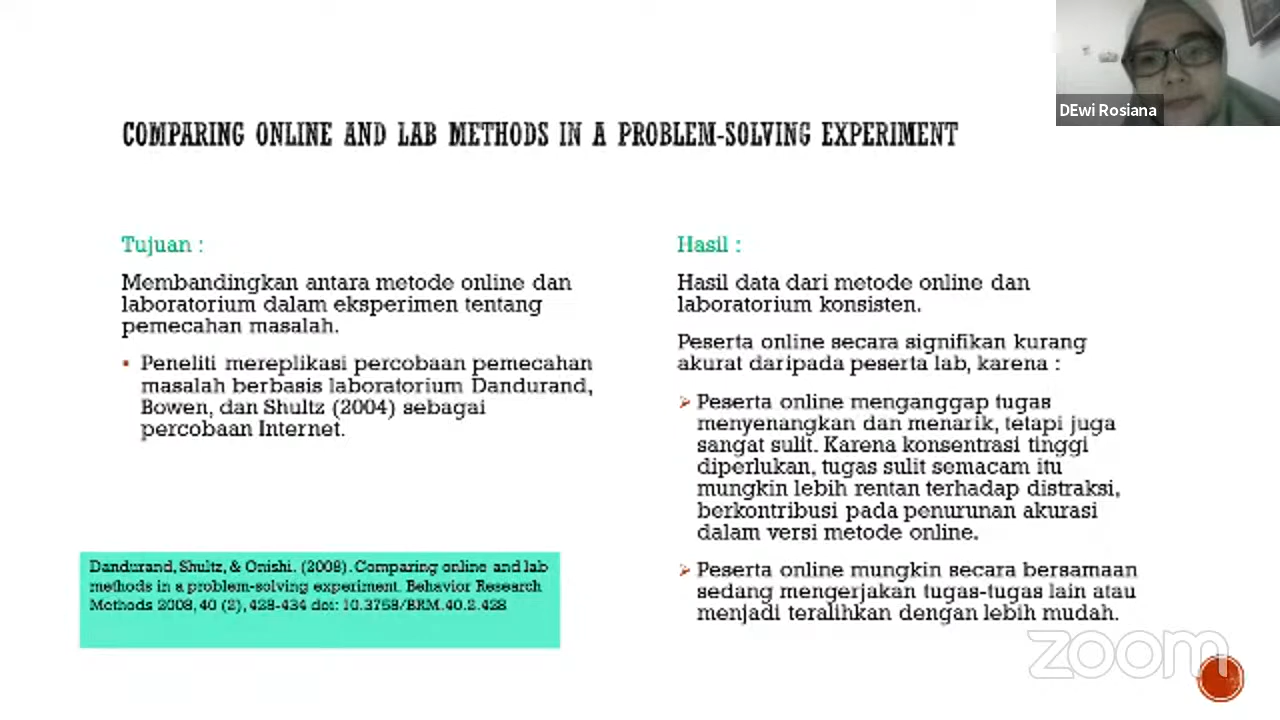 DEwi Rosiana
COMPARING ONLINE AND LAB METHODS IN A PROBLEM-SOLVING EXPERIMENT
Tujuan :
Membandingkan antara metode online dan
laboratorium dalam eksperimen tentang
pemecahan masalah.
• Peneliti mereplikasi percobaan pemecahan
masalah berbasis laboratorium Dandurand,
Bowen, dan Shultz (2004) sebagai
percobaan Internet.
Dandurand, Shultz, & Onishi. (2008). Comparing online and lab
methods in a problem-solving experiment. Behavior Research
Methods 2008, 40 (2), 428-434 doi: 10.3758/BRM.40.2.428
Hasil :
Hasil data dari metode online dan
laboratorium konsisten.
Peserta online secara signifikan kurang
akurat daripada peserta lab, karena :
➢ Peserta online menganggap tugas
menyenangkan dan menarik, tetapi juga
sangat sulit. Karena konsentrasi tinggi
diperlukan, tugas sulit semacam itu
mungkin lebih rentan terhadap distraksi,
berkontribusi pada penurunan akurasi
dalam versi metode online.
➢ Peserta online mungkin secara bersamaan
sedang mengerjakan tugas-tugas lain atau
menjadi teralihkan dengan lebih mudah.
zoom